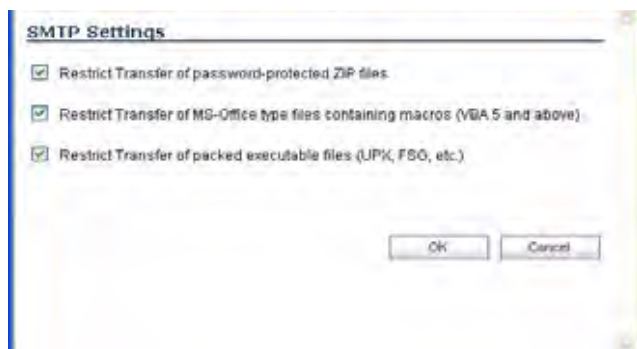 SMTP Settings
Restrict Transfer of password-protected ZIP files
Restrict Transfer of MS-Office type files containing macros (VBA 5 and above)
Restrict Transfer of packed executable files (UPX, FSG, etc.)
OK Cancel